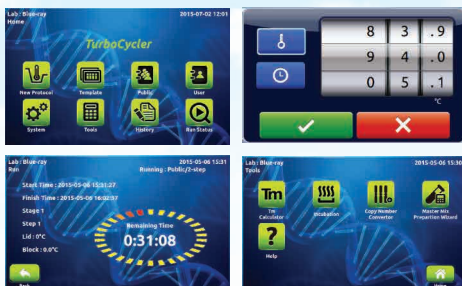 Lab : Blue-ray
2015-07-02 12:01
Home
TurboCycler
New Protocol
Template
Public
User
System
Tools
History
Run Status
8 3 .9
9 4 .0
0 5 .1
°C
Lab : Blue-ray
2015-05-06 15:31
Run
Running : Public/2-step
Start Time : 2015-05-06 15:31:27
Finish Time : 2015-05-06 16:02:37
Stage 1
Step 1
Lid : 0°C
Block : 0.0°C
Remaining Time
0:31:08
Back
Lab : Blue-ray
2015-05-06 15:30
Tools
Tm
Tm Calculator
Incubation
Copy Number Converter
Master Mix Preparation Wizard
?
Help
Home